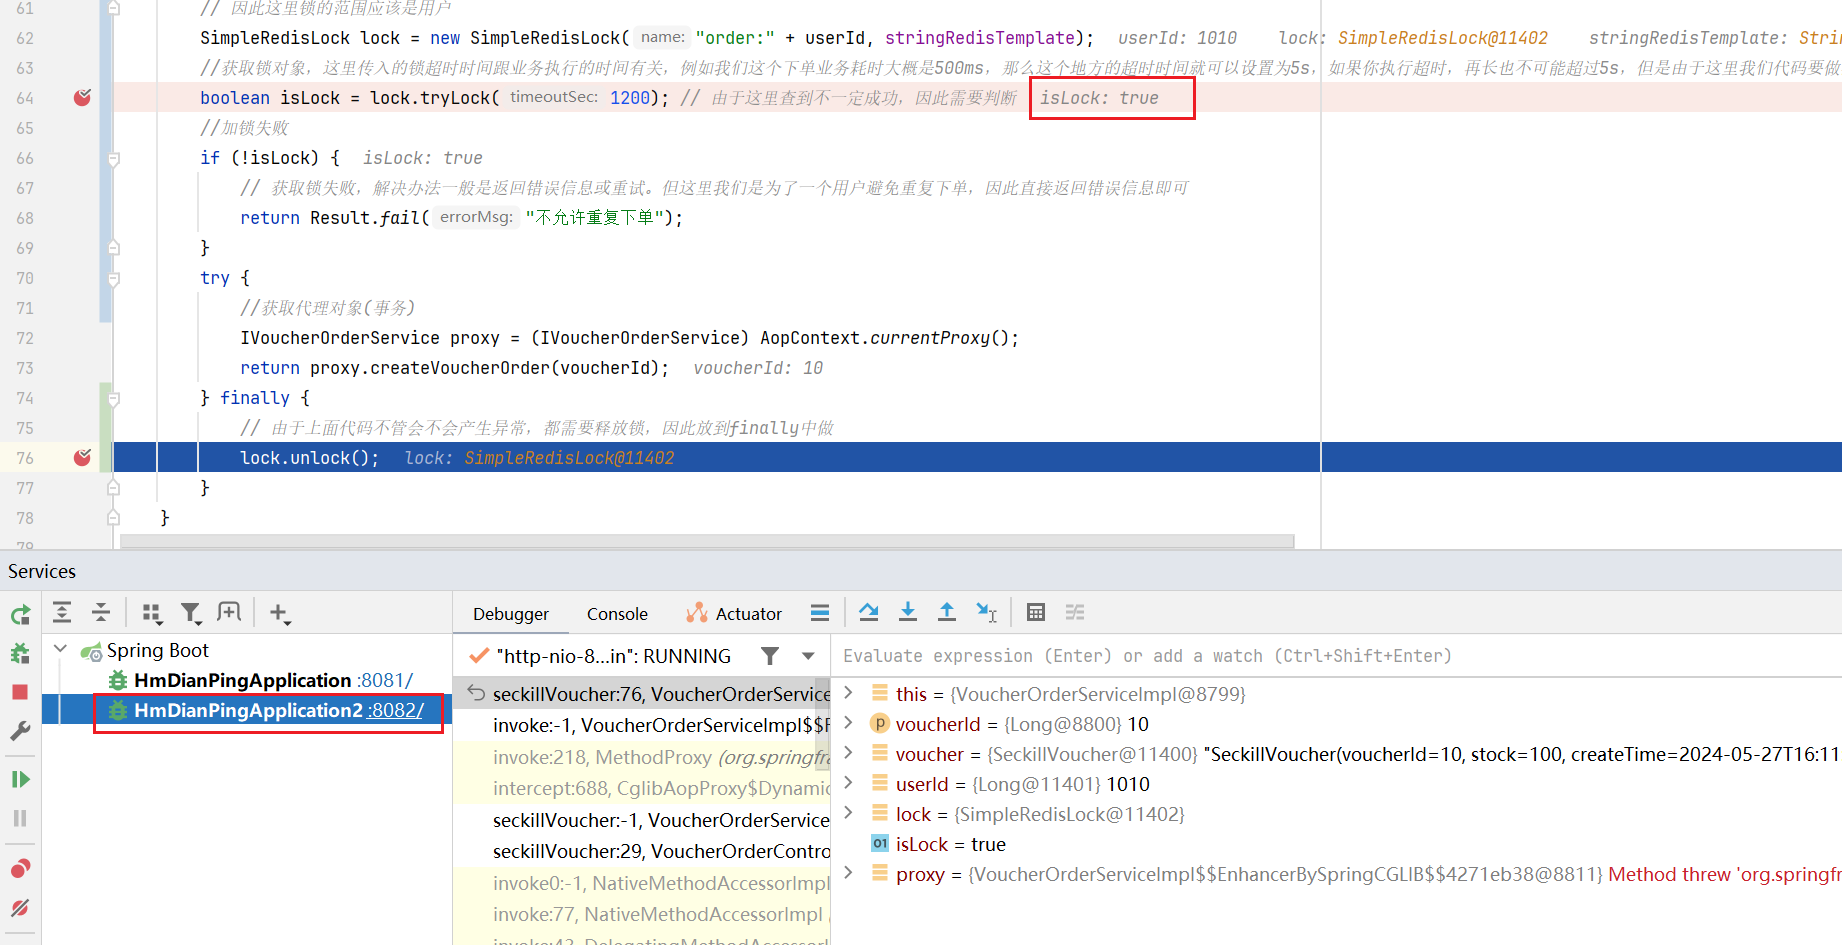 61 // 因此这里锁的范围应该是用户
62 SimpleRedisLock lock = new SimpleRedisLock( name: "order:" + userId, stringRedisTemplate); userId: 1010 lock: SimpleRedisLock@11402 stringRedisTemplate: Strin
63 //获取锁对象，这里传入的锁超时时间跟业务执行的时间有关，例如我们这个下单业务耗时大概是500ms，那么这个地方的超时时间就可以设置为5s，如果你执行超时，再长也不可能超过5s，但是由于这里我们代码要做
64 boolean isLock = lock.tryLock( timeoutSec: 1200); // 由于这里查到不一定成功，因此需要判断 isLock: true
65 //加锁失败
66 if (!isLock) { isLock: true
67 // 获取锁失败，解决办法一般是返回错误信息或重试。但这里我们是为了一个用户避免重复下单，因此直接返回错误信息即可
68 return Result.fail( errorMsg: "不允许重复下单");
69 }
70 try {
71 //获取代理对象(事务)
72 IVoucherOrderService proxy = (IVoucherOrderService) AopContext.currentProxy();
73 return proxy.createVoucherOrder(voucherId); voucherId: 10
74 } finally {
75 // 由于上面代码不管会不会产生异常，都需要释放锁，因此放到finally中做
76 lock.unlock(); lock: SimpleRedisLock@11402
77 }
78 }
79
Services
Debugger Console Actuator
Spring Boot
HmDianPingApplication :8081/
HmDianPingApplication2 :8082/
"http-nio-8...in": RUNNING
seckillVoucher:76, VoucherOrderService
invoke:-1, VoucherOrderServiceImpl$$F
invoke:218, MethodProxy (org.springfra
intercept:688, CglibAopProxy$Dynamic
seckillVoucher:-1, VoucherOrderService
seckillVoucher:29, VoucherOrderContro
invoke0:-1, NativeMethodAccessorImpl
invoke:77, NativeMethodAccessorImpl
invoke:43, DelegatingMethodAccessorI
Evaluate expression (Enter) or add a watch (Ctrl+Shift+Enter)
this = {VoucherOrderServiceImpl@8799}
p voucherId = {Long@8800} 10
voucher = {SeckillVoucher@11400} "SeckillVoucher(voucherId=10, stock=100, createTime=2024-05-27T16:11
userId = {Long@11401} 1010
lock = {SimpleRedisLock@11402}
01 isLock = true
proxy = {VoucherOrderServiceImpl$$EnhancerBySpringCGLIB$$4271eb38@8811} Method threw 'org.springfr